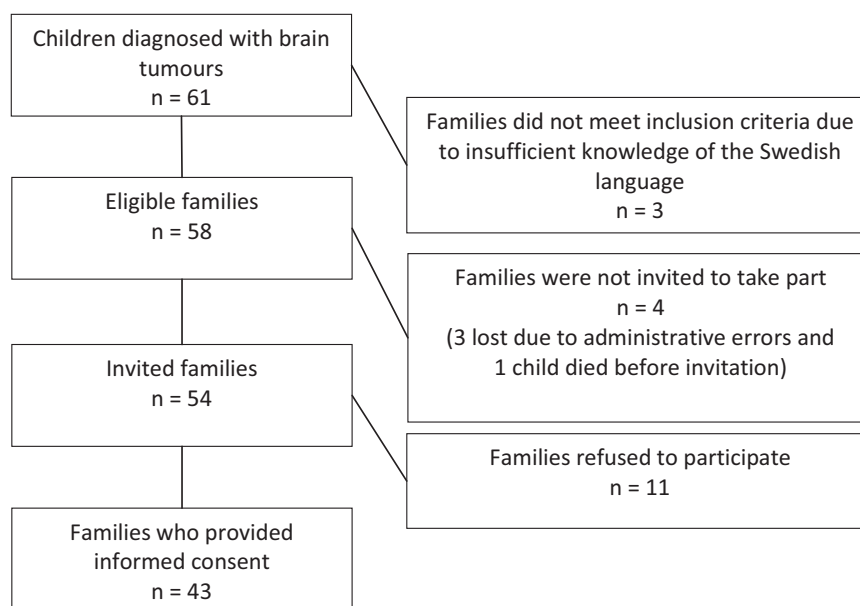 Children diagnosed with brain
tumours
n = 61
Families did not meet inclusion criteria due
to insufficient knowledge of the Swedish
language
n = 3
Eligible families
n = 58
Families were not invited to take part
n = 4
(3 lost due to administrative errors and
1 child died before invitation)
Invited families
n = 54
Families refused to participate
n = 11
Families who provided
informed consent
n = 43